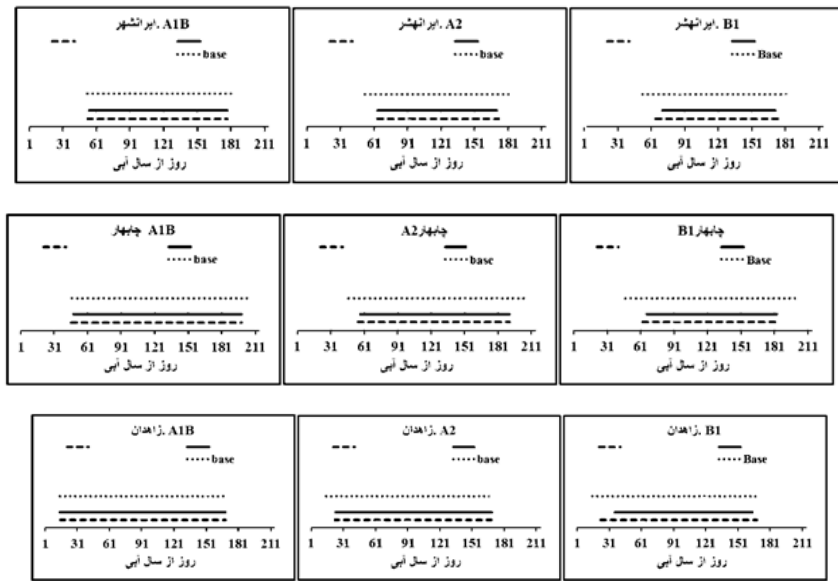 ایرانشهر. A1B
base
1 31 61 91 121 151 181 211
روز از سال آبی
ایرانهشر. A2
base
1 31 61 91 121 151 181 211
روز از سال آبی
ایرانهشر. B1
Base
1 31 61 91 121 151 181 211
روز از سال آبی
چابهار A1B
base
1 31 61 91 121 151 181 211
روز از سال آبی
چابهارA2
base
1 31 61 91 121 151 181 211
روز از سال آبی
چابهارB1
Base
1 31 61 91 121 151 181 211
روز از سال آبی
زاهدان. A1B
base
1 31 61 91 121 151 181 211
روز از سال آبی
زاهدان. A2
base
1 31 61 91 121 151 181 211
روز از سال آبی
زاهدان. B1
Base
1 31 61 91 121 151 181 211
روز از سال آبی